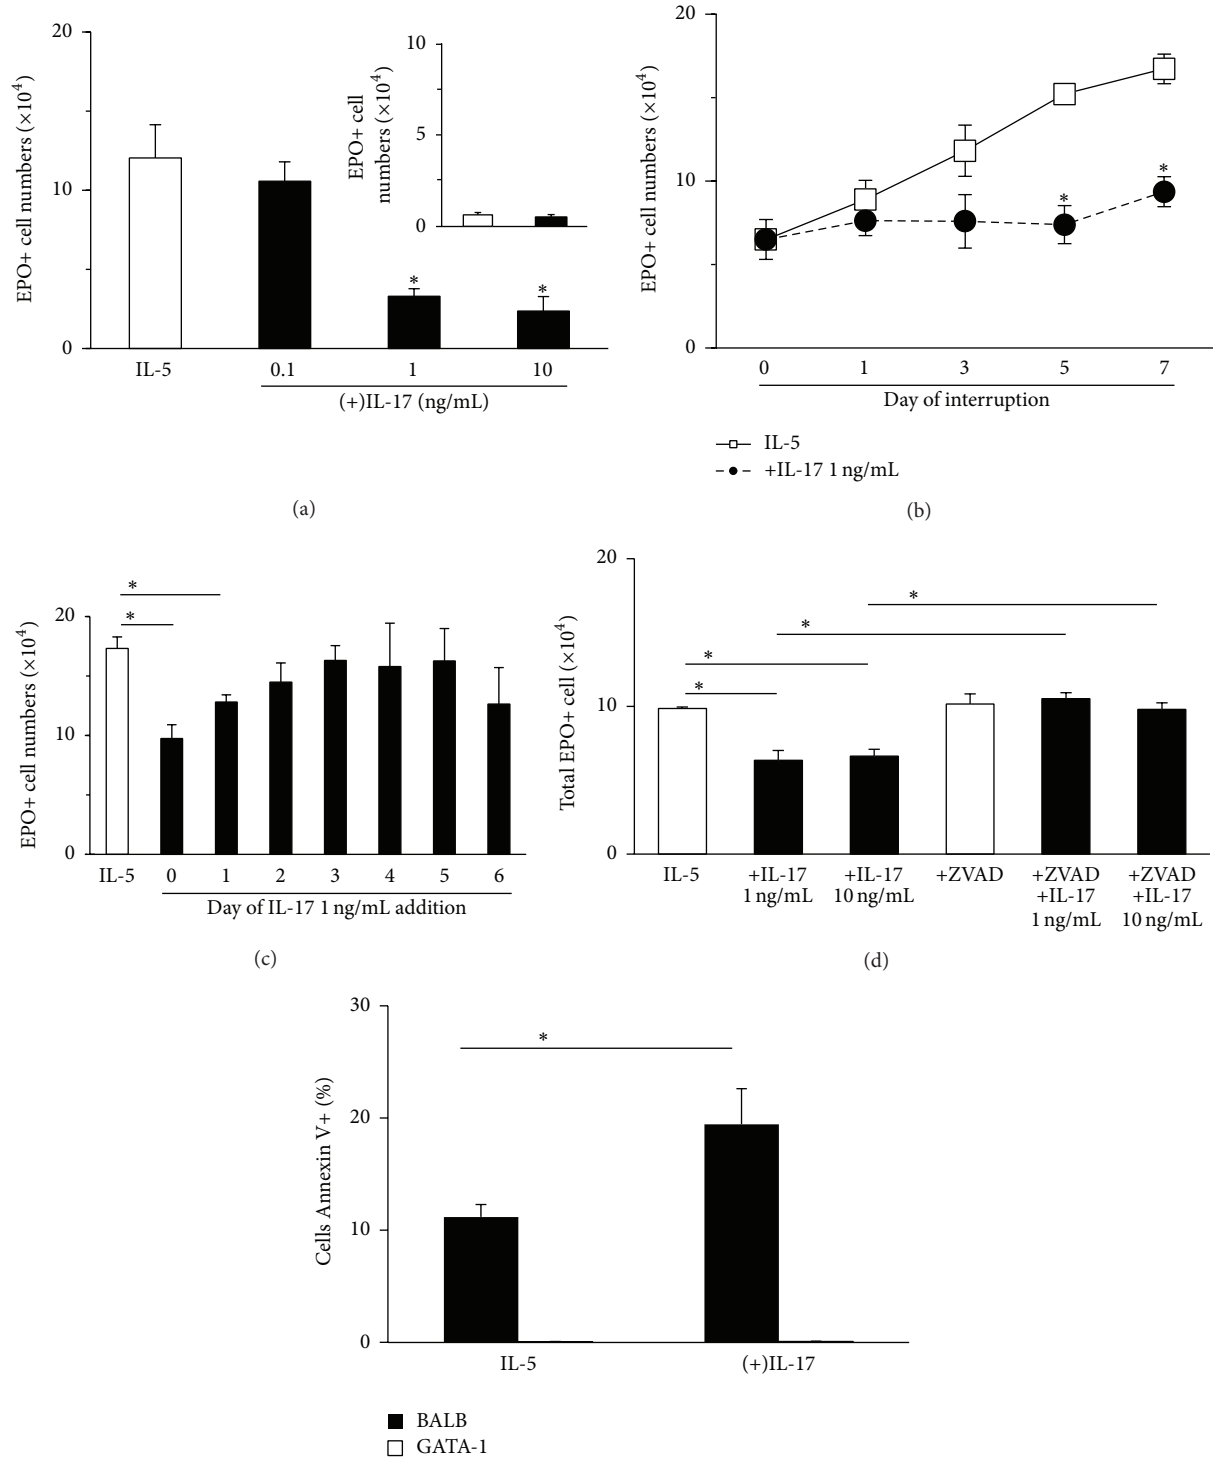 20
10
0
EPO+ cell numbers (×10⁴)
10
5
0
EPO+ cell
numbers (×10⁴)
*
*
IL-5
0.1
1
10
(+)IL-17 (ng/mL)
(a)
20
10
0
EPO+ cell numbers (×10⁴)
*
*
0
1
3
5
7
Day of interruption
IL-5
+IL-17 1 ng/mL
(b)
20
10
0
EPO+ cell numbers (×10⁴)
*
*
IL-5
0
1
2
3
4
5
6
Day of IL-17 1 ng/mL addition
(c)
20
10
0
Total EPO+ cell (×10⁴)
*
*
*
*
IL-5
+IL-17
1 ng/mL
+IL-17
10 ng/mL
+ZVAD
+ZVAD
+IL-17
1 ng/mL
+ZVAD
+IL-17
10 ng/mL
(d)
30
20
10
0
Cells Annexin V+ (%)
*
IL-5
(+)IL-17
BALB
GATA-1